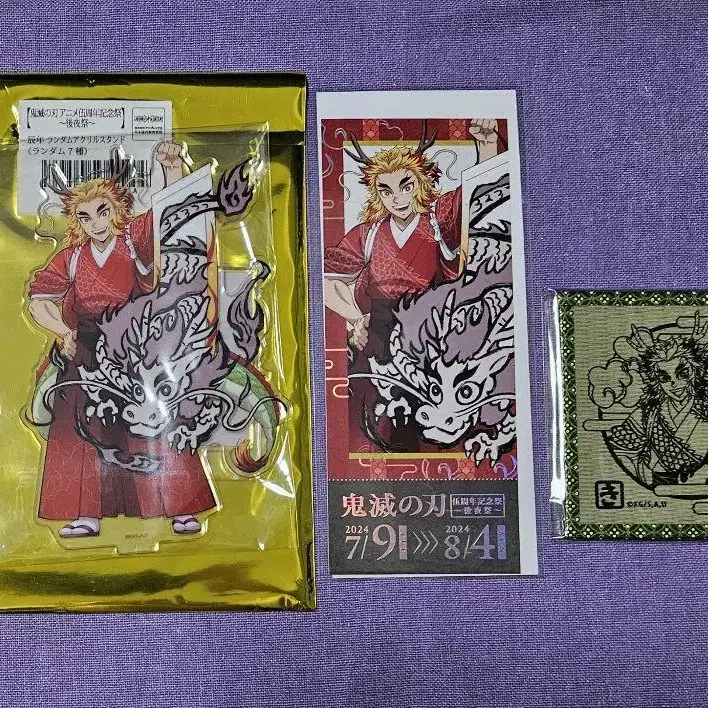 【鬼滅の刃 アニメ伍周年記念祭】
~後夜祭~
辰年 ランダムアクリルスタンド
(ランダム7種)
鬼滅の刃
伍周年記念祭
~後夜祭~
2024
7/9
>>>
2024
8/4
き
©KG/S,A,U